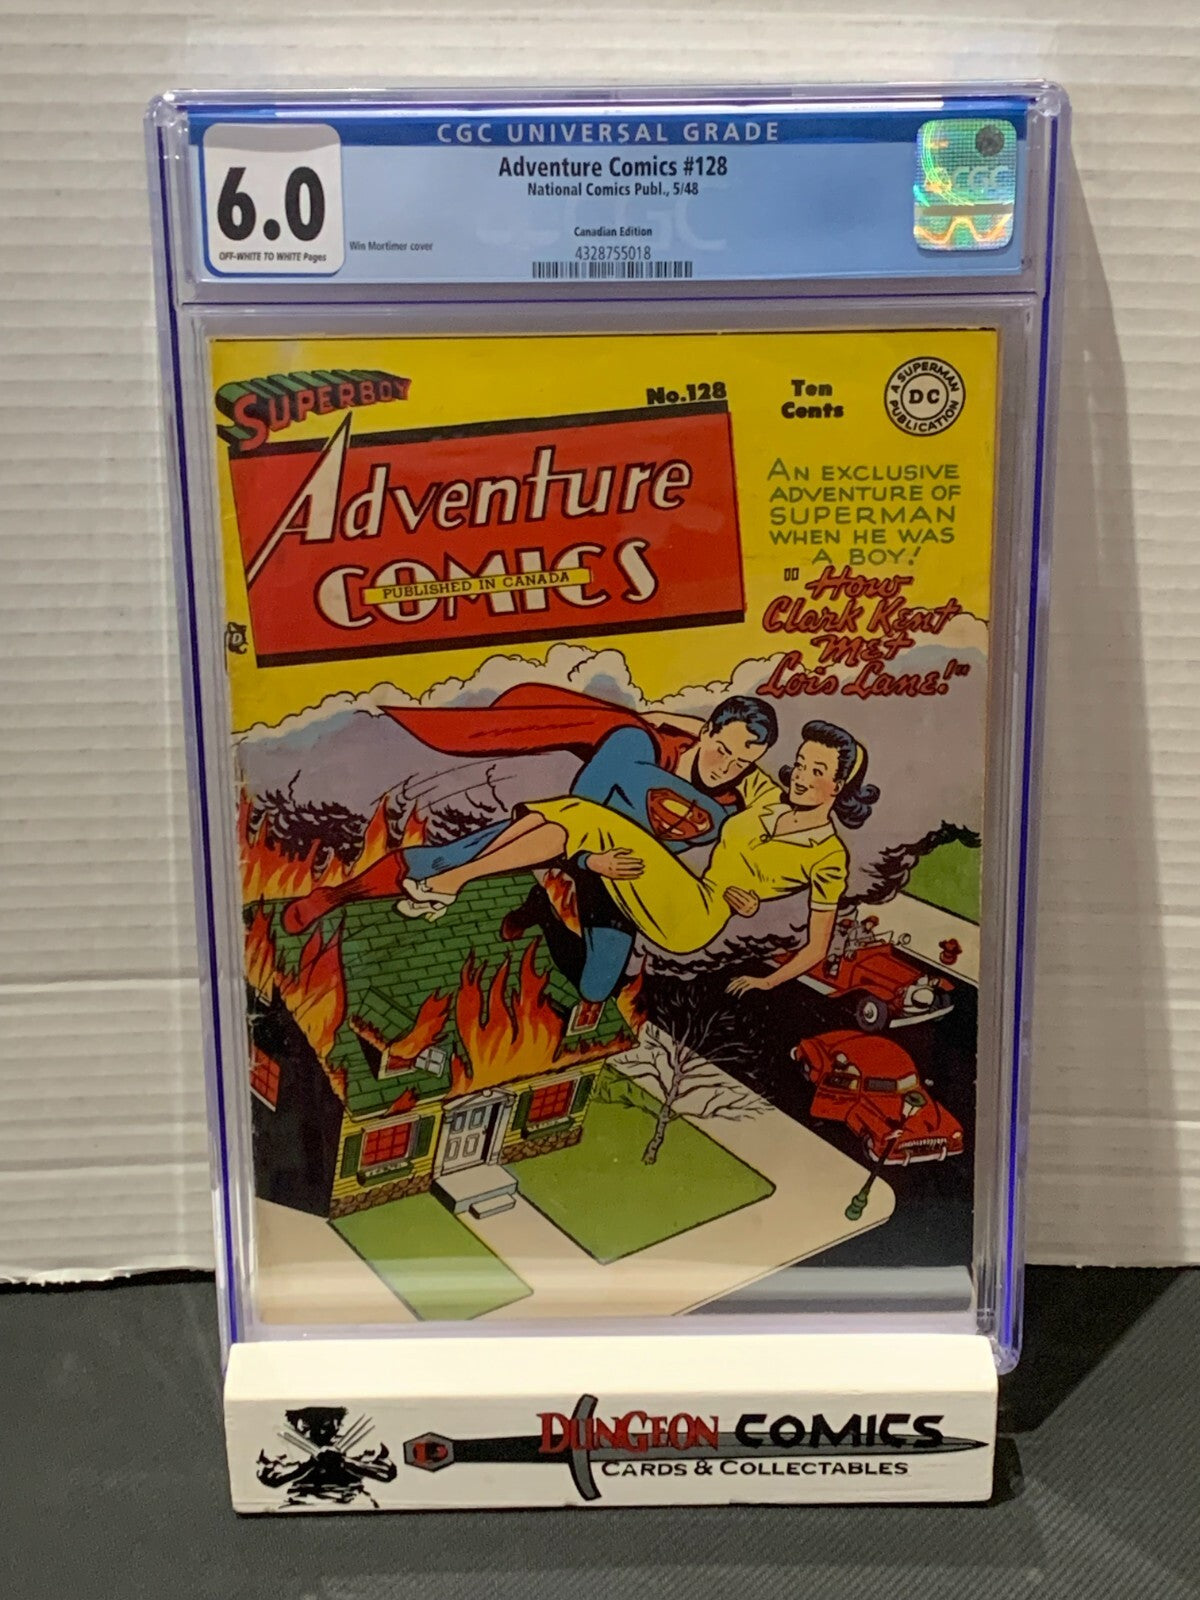 CGC UNIVERSAL GRADE
6.0
OFF-WHITE TO WHITE Pages
Adventure Comics #128
National Comics Publ., 5/48
Win Mortimer cover
Canadian Edition
4328755018
CGC
CGC
SUPERBOY
No.128
Ten
Cents
A SUPERMAN
DC
PUBLICATION
Adventure
COMICS
PUBLISHED IN CANADA
AN EXCLUSIVE
ADVENTURE OF
SUPERMAN
WHEN HE WAS
A BOY!
"How
Clark Kent
Met
Lois Lane!"
S
D
DUNGEON COMICS
CARDS & COLLECTABLES